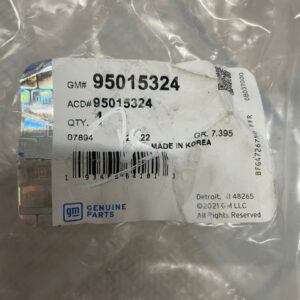 GM# 95015324
ACD# 95015324
QTY. 1
07894
22
GR. 7.395
MADE IN KOREA
gm
GENUINE
PARTS
Detroit, MI 48265
©2021 GM LLC
All Rights Reserved